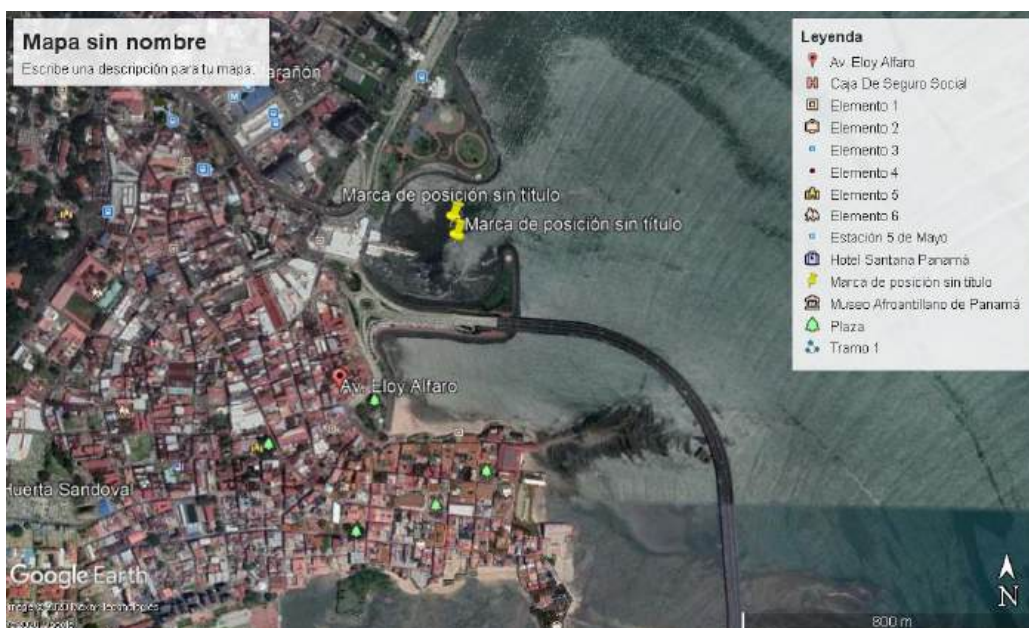 Mapa sin nombre
Escribe una descripción para tu mapa.
arañón
Marca de posición sin título
Marca de posición sin título
Av. Eloy Alfaro
Huerta Sandoval
Google Earth
800 m
N
Leyenda
Av. Eloy Alfaro
Caja De Seguro Social
Elemento 1
Elemento 2
Elemento 3
Elemento 4
Elemento 5
Elemento 6
Estación 5 de Mayo
Hotel Santana Panamá
Marca de posición sin título
Museo Afroantillano de Panamá
Plaza
Tramo 1